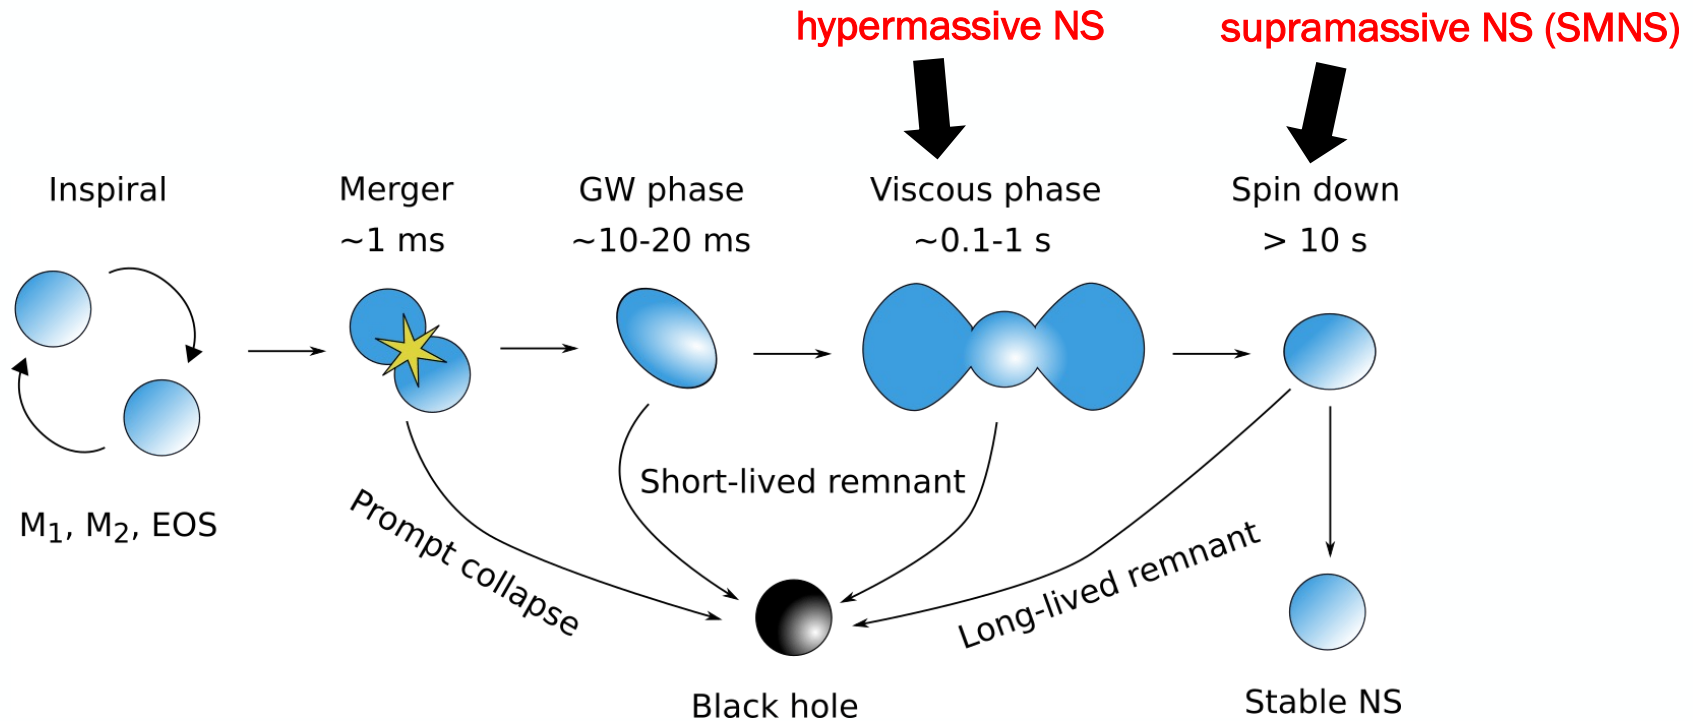 hypermassive NS
supramassive NS (SMNS)
Inspiral
Merger
~1 ms
GW phase
~10-20 ms
Viscous phase
~0.1-1 s
Spin down
> 10 s
Short-lived remnant
M1, M2, EOS
Prompt collapse
Long-lived remnant
Black hole
Stable NS